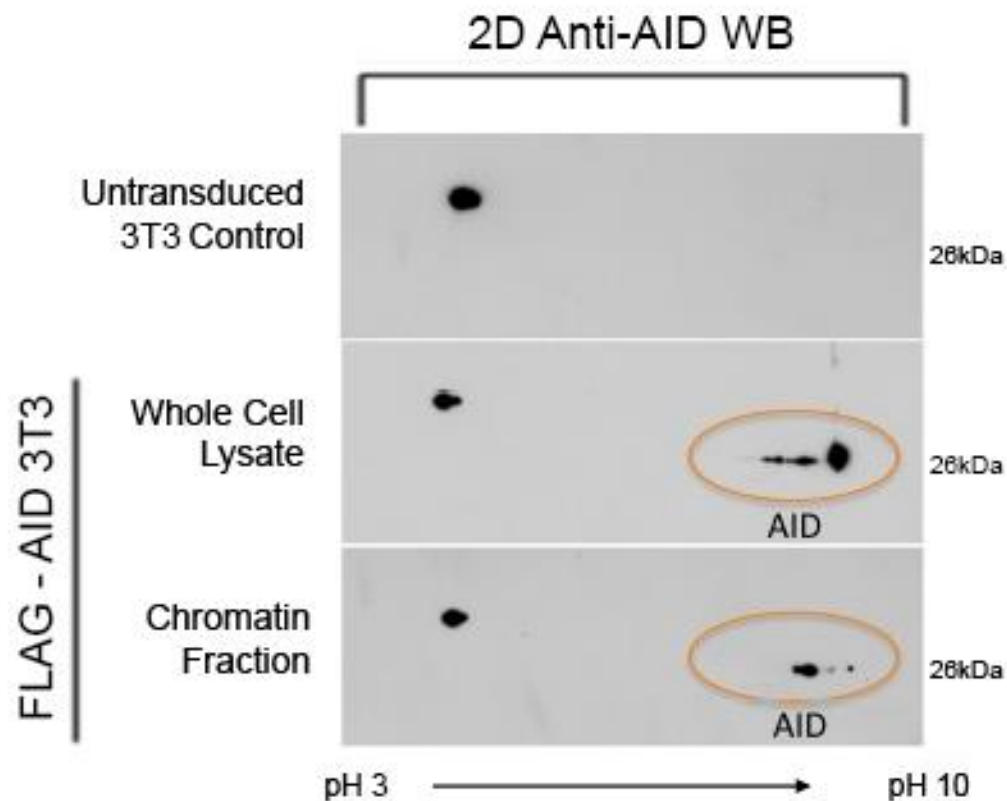 2D Anti-AID WB
Untransduced
3T3 Control
26kDa
FLAG - AID 3T3
Whole Cell
Lysate
26kDa
AID
Chromatin
Fraction
26kDa
AID
pH 3
pH 10